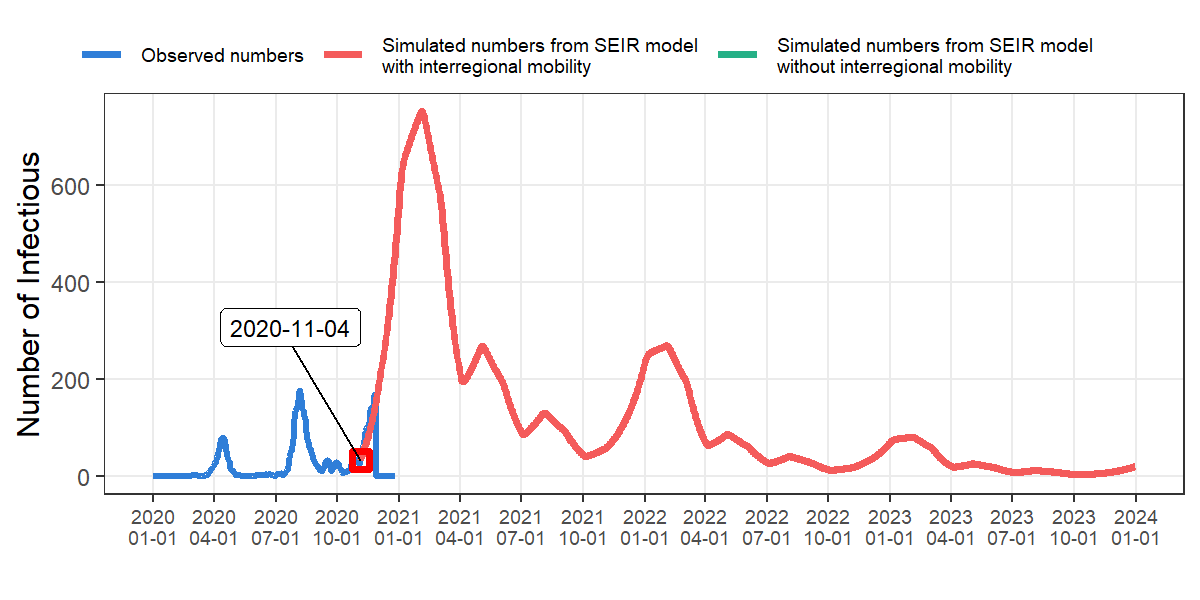 Observed numbers
Simulated numbers from SEIR model
with interregional mobility
Simulated numbers from SEIR model
without interregional mobility
Number of Infectious
600
400
200
0
2020-11-04
2020 2020 2020 2020 2021 2021 2021 2021 2022 2022 2022 2022 2023 2023 2023 2023 2024
01-01 04-01 07-01 10-01 01-01 04-01 07-01 10-01 01-01 04-01 07-01 10-01 01-01 04-01 07-01 10-01 01-01